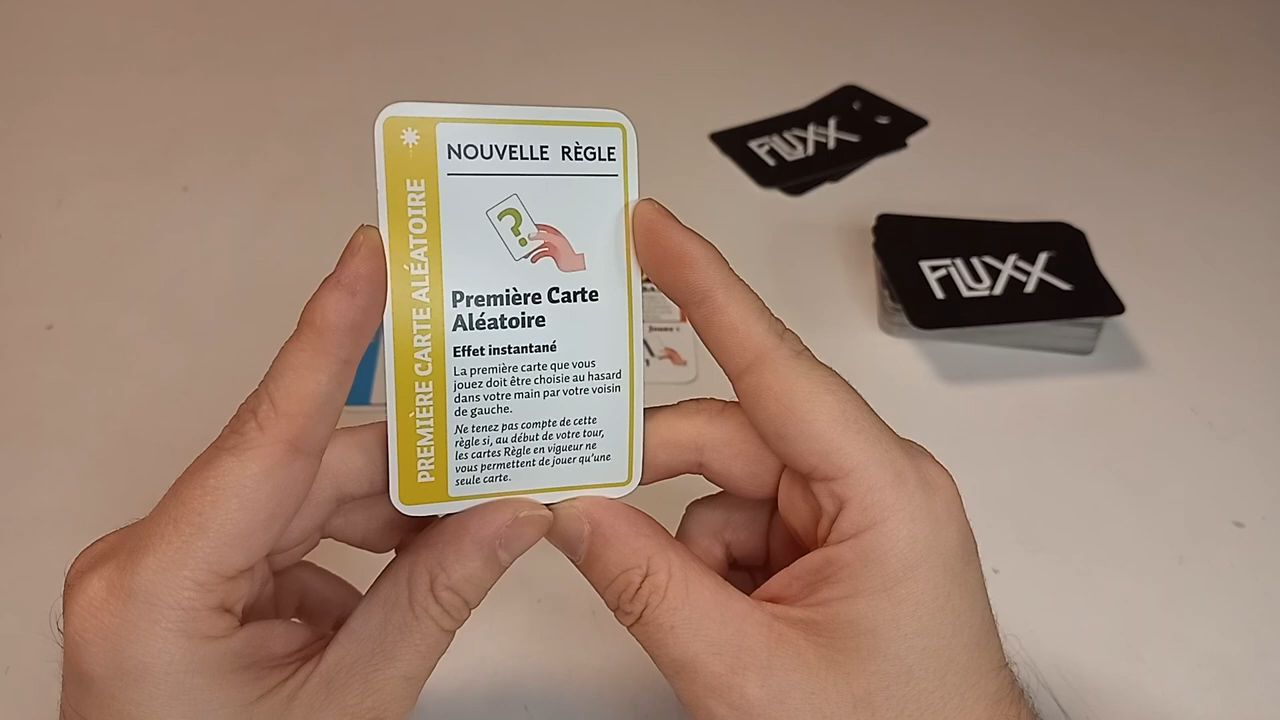 PREMIÈRE CARTE ALÉATOIRE
NOUVELLE RÈGLE
?
Première Carte
Aléatoire
Effet instantané
La première carte que vous
jouez doit être choisie au hasard
dans votre main par votre voisin
de gauche.
Ne tenez pas compte de cette
règle si, au début de votre tour,
les cartes Règle en vigueur ne
vous permettent de jouer qu'une
seule carte.
FLUXX
FLUXX